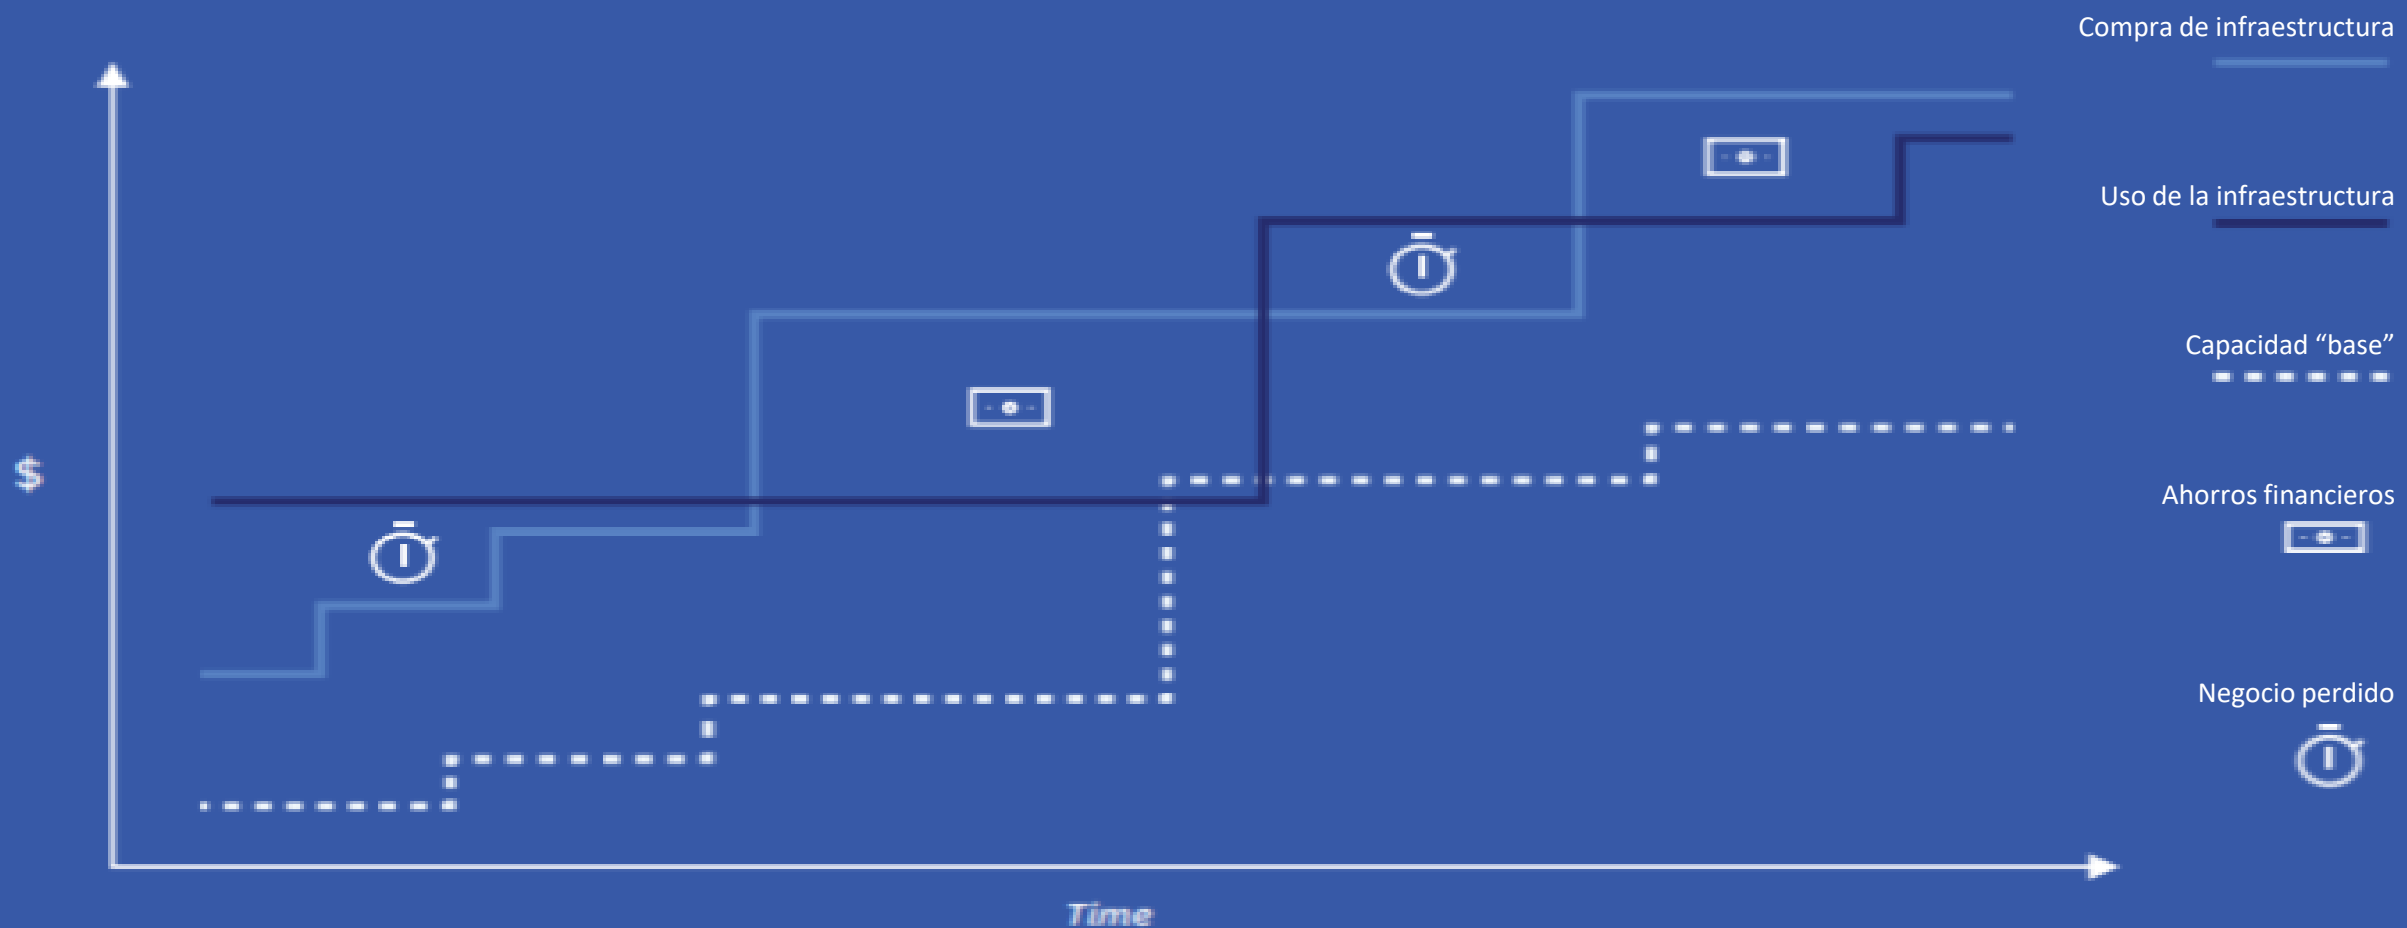 Compra de infraestructura
Uso de la infraestructura
Capacidad “base”
$
Ahorros financieros
Negocio perdido
Time